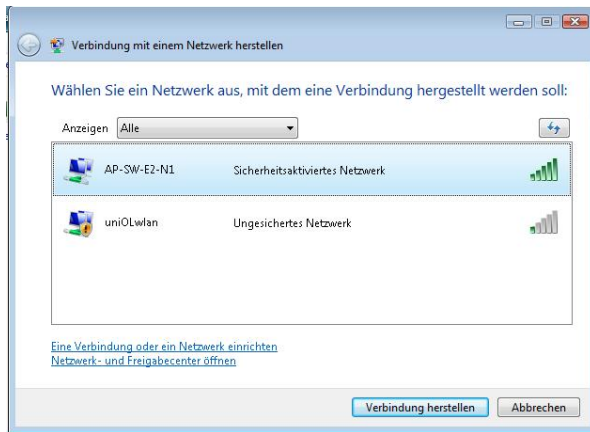 Verbindung mit einem Netzwerk herstellen
Wählen Sie ein Netzwerk aus, mit dem eine Verbindung hergestellt werden soll:
Anzeigen Alle
AP-SW-E2-N1 Sicherheitsaktiviertes Netzwerk
uniOLwlan Ungesichertes Netzwerk
Eine Verbindung oder ein Netzwerk einrichten
Netzwerk- und Freigabecenter öffnen
Verbindung herstellen Abbrechen